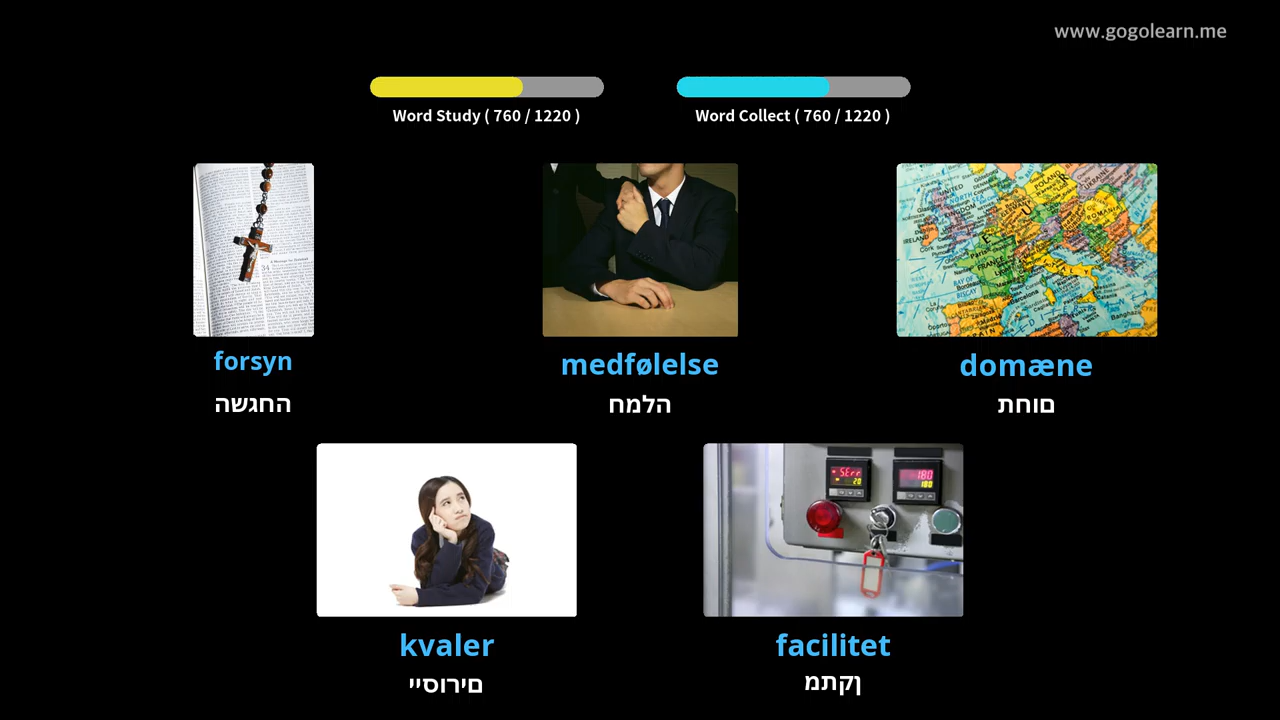 www.gogolearn.me
Word Study ( 760 / 1220 )
Word Collect ( 760 / 1220 )
forsyn
החגשה
medfølelse
הלמח
domæne
םוחת
kvaler
םירוסיי
facilitet
ןקתמ